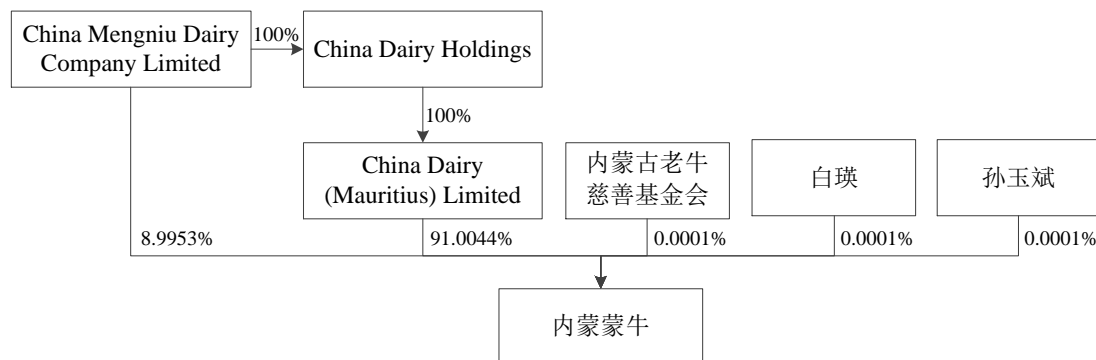 China Mengniu Dairy
Company Limited
100%
China Dairy Holdings
100%
China Dairy
(Mauritius) Limited
内蒙古老牛
慈善基金会
白瑛
孙玉斌
8.9953%
91.0044%
0.0001%
0.0001%
0.0001%
内蒙蒙牛